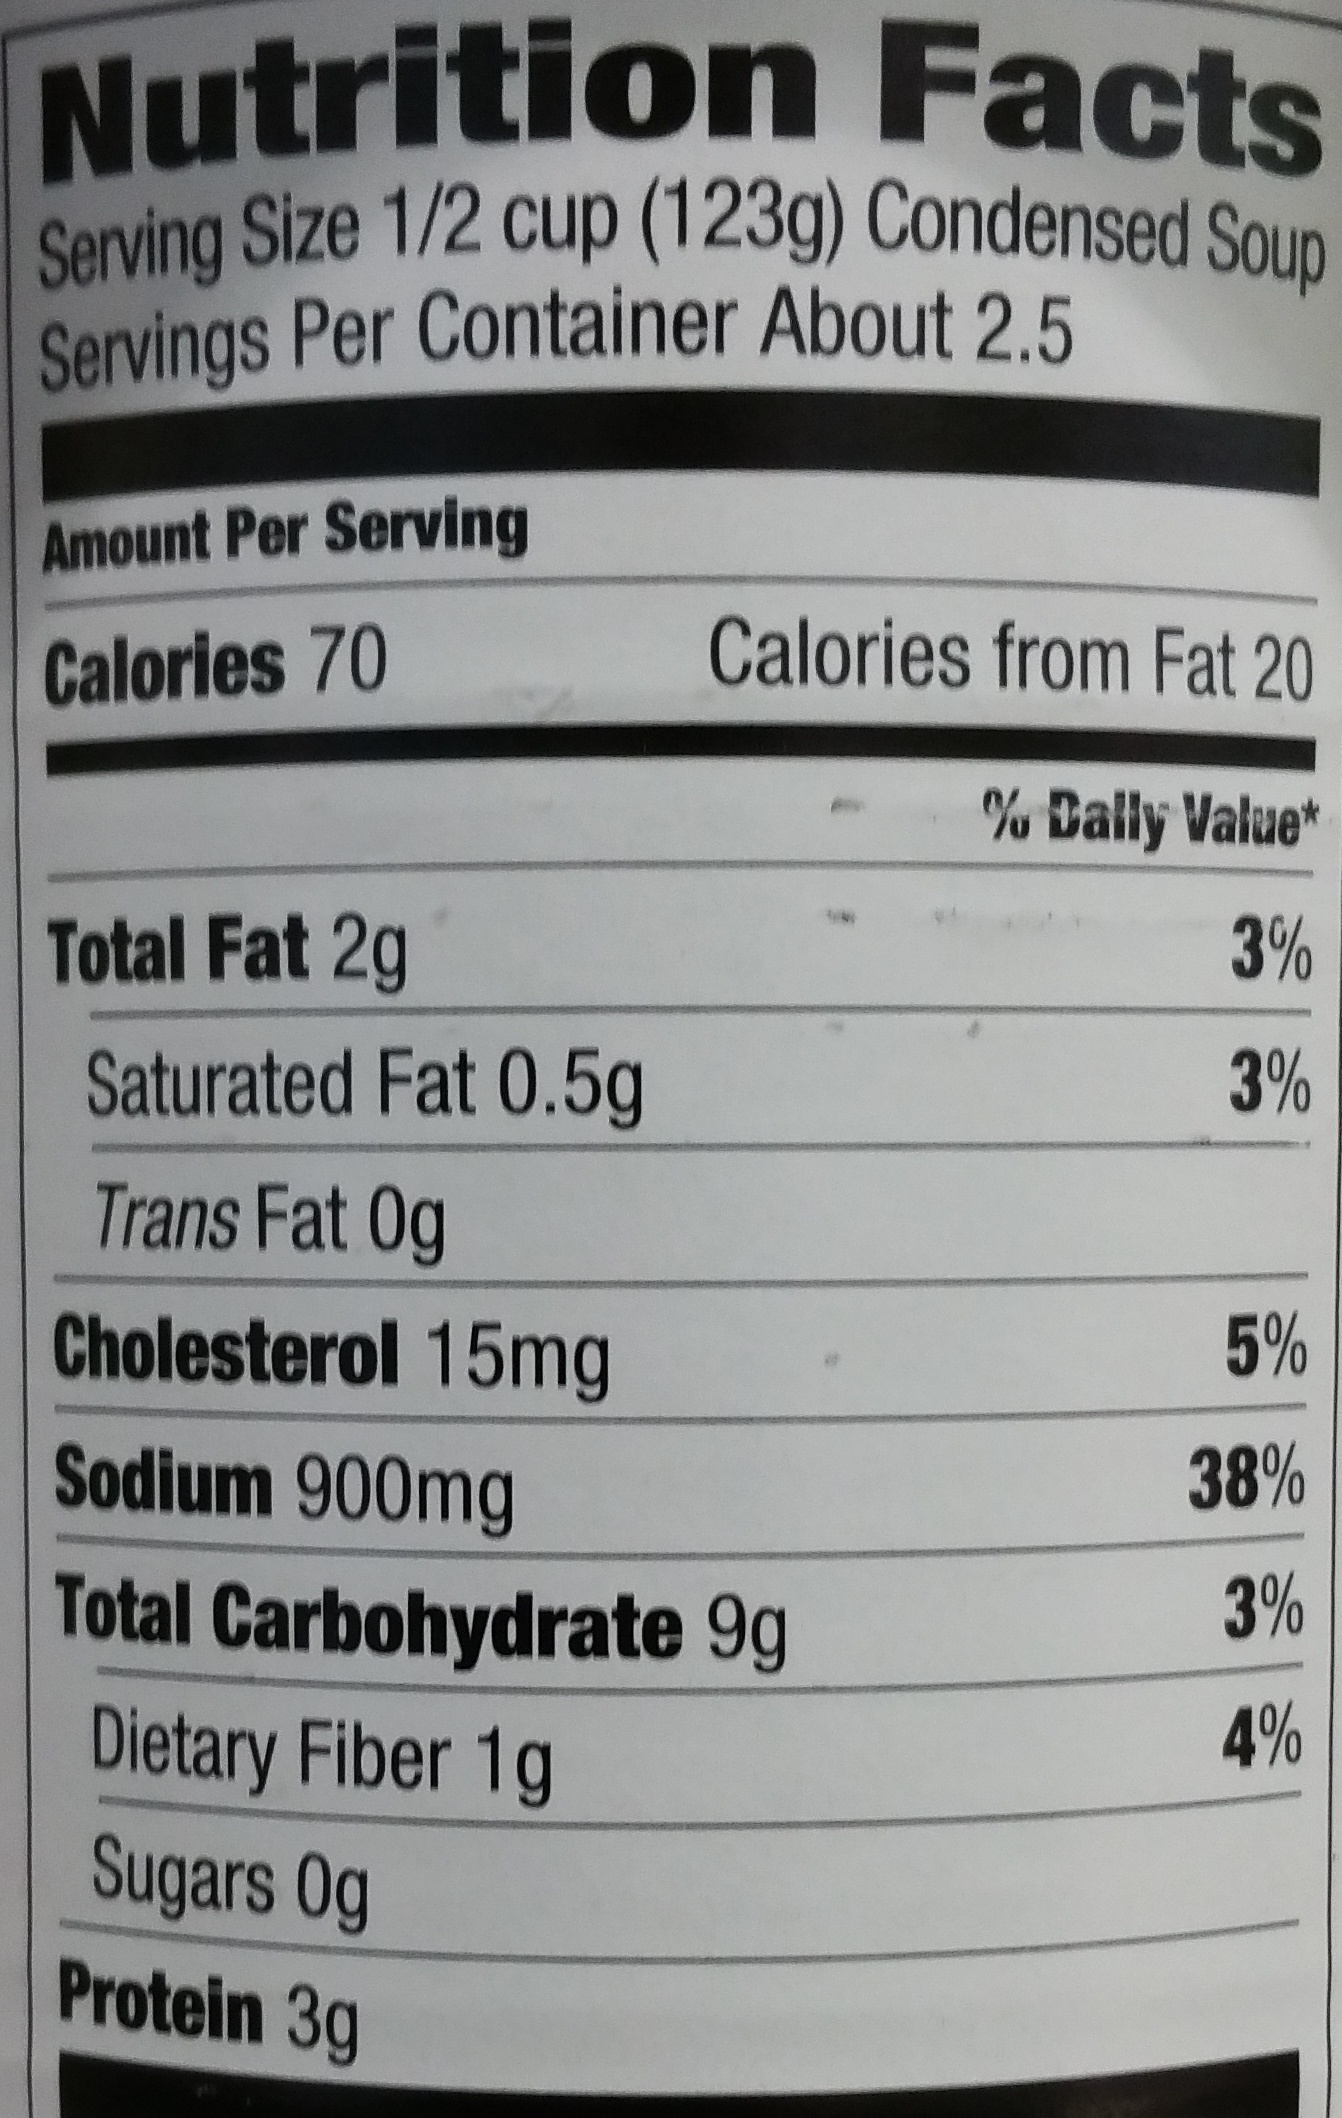 Nutrition Facts
Serving Size 1/2 cup (123g) Condensed Soup
Servings Per Container About 2.5
Amount Per Serving
Calories 70 Calories from Fat 20
% Daily Value*
Total Fat 2g 3%
Saturated Fat 0.5g 3%
Trans Fat 0g
Cholesterol 15mg 5%
Sodium 900mg 38%
Total Carbohydrate 9g 3%
Dietary Fiber 1g 4%
Sugars 0g
Protein 3g